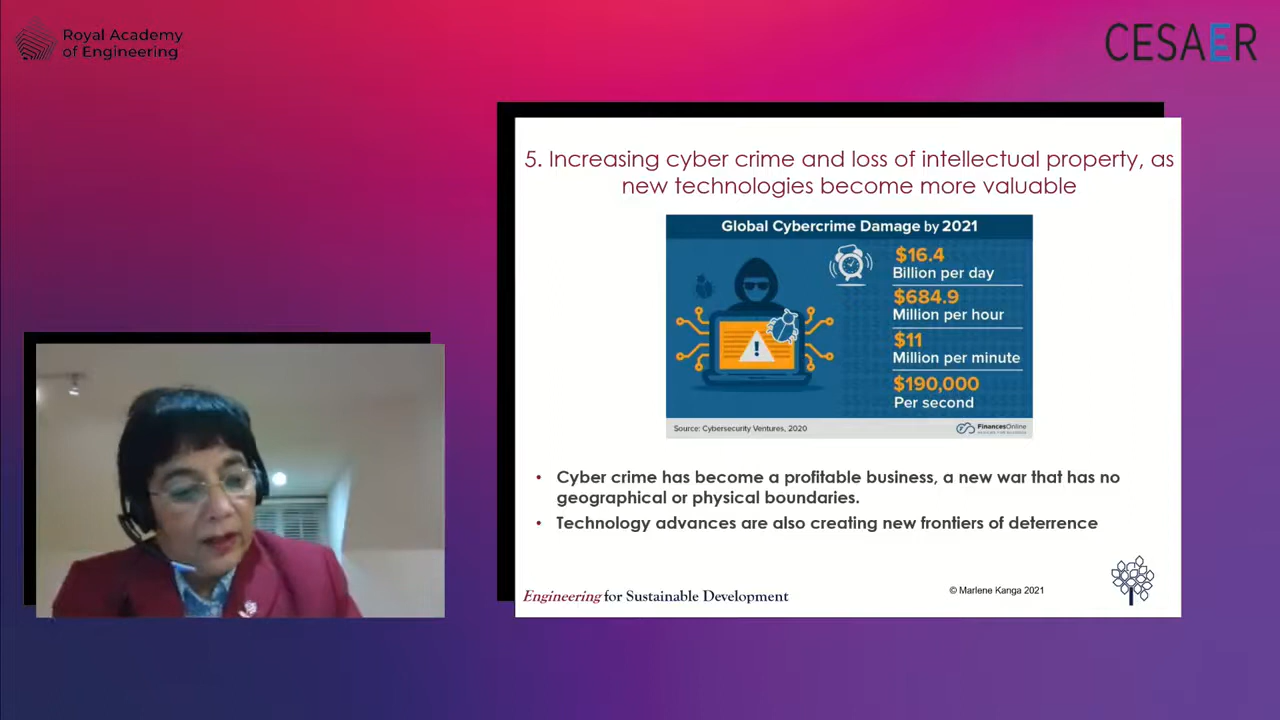 Royal Academy
of Engineering
CESAER
5. Increasing cyber crime and loss of intellectual property, as
new technologies become more valuable
Global Cybercrime Damage by 2021
$16.4
Billion per day
$684.9
Million per hour
$11
Million per minute
$190,000
Per second
Source: Cybersecurity Ventures, 2020
FinancesOnline
• Cyber crime has become a profitable business, a new war that has no
geographical or physical boundaries.
• Technology advances are also creating new frontiers of deterrence
Engineering for Sustainable Development
© Marlene Kanga 2021